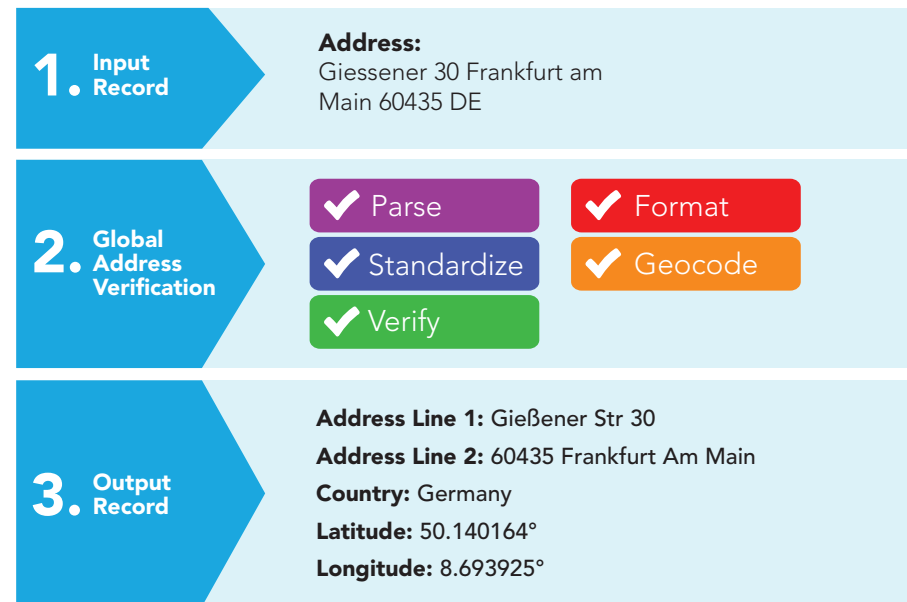 1. Input
Record
Address:
Giessener 30 Frankfurt am
Main 60435 DE
2. Global
Address
Verification
Parse
Format
Standardize
Geocode
Verify
3. Output
Record
Address Line 1: Gießener Str 30
Address Line 2: 60435 Frankfurt Am Main
Country: Germany
Latitude: 50.140164°
Longitude: 8.693925°